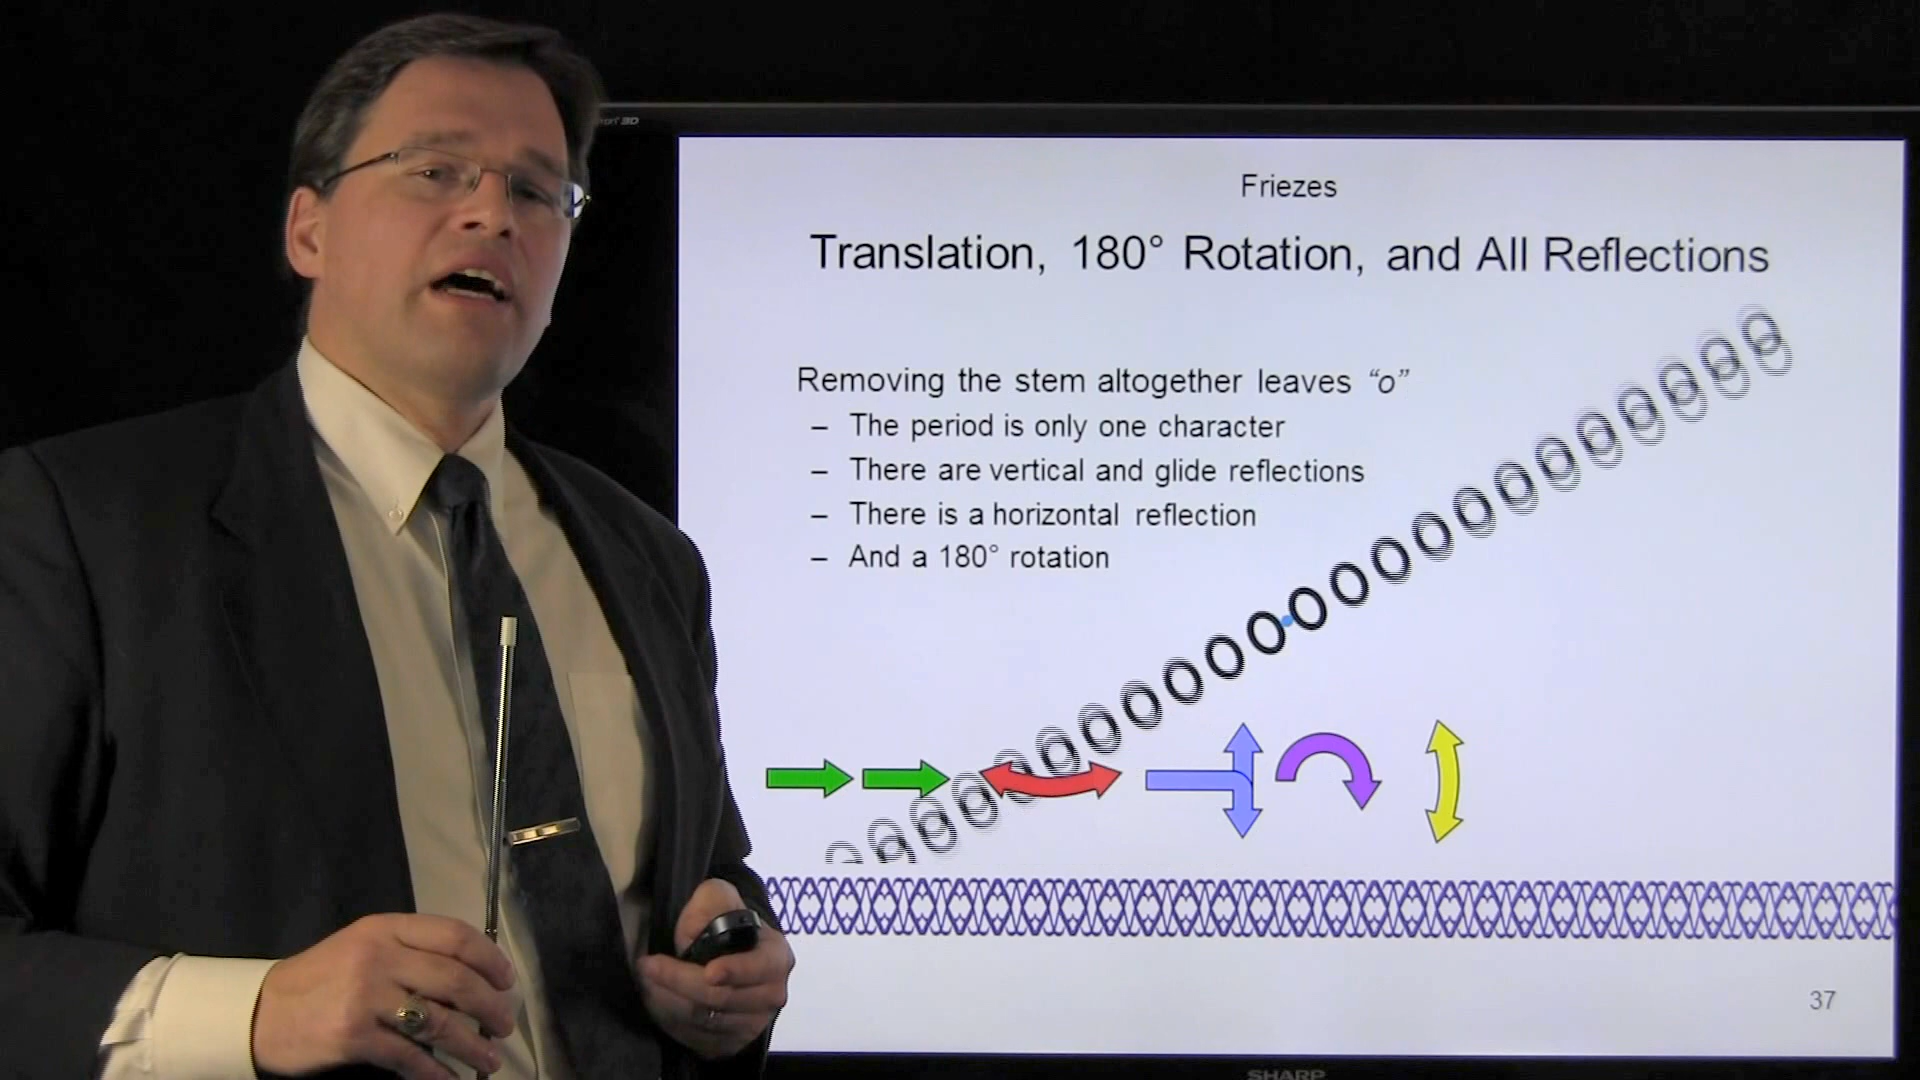 Friezes
Translation, 180° Rotation, and All Reflections
Removing the stem altogether leaves “o”
– The period is only one character
– There are vertical and glide reflections
– There is a horizontal reflection
– And a 180° rotation
37
SHARP